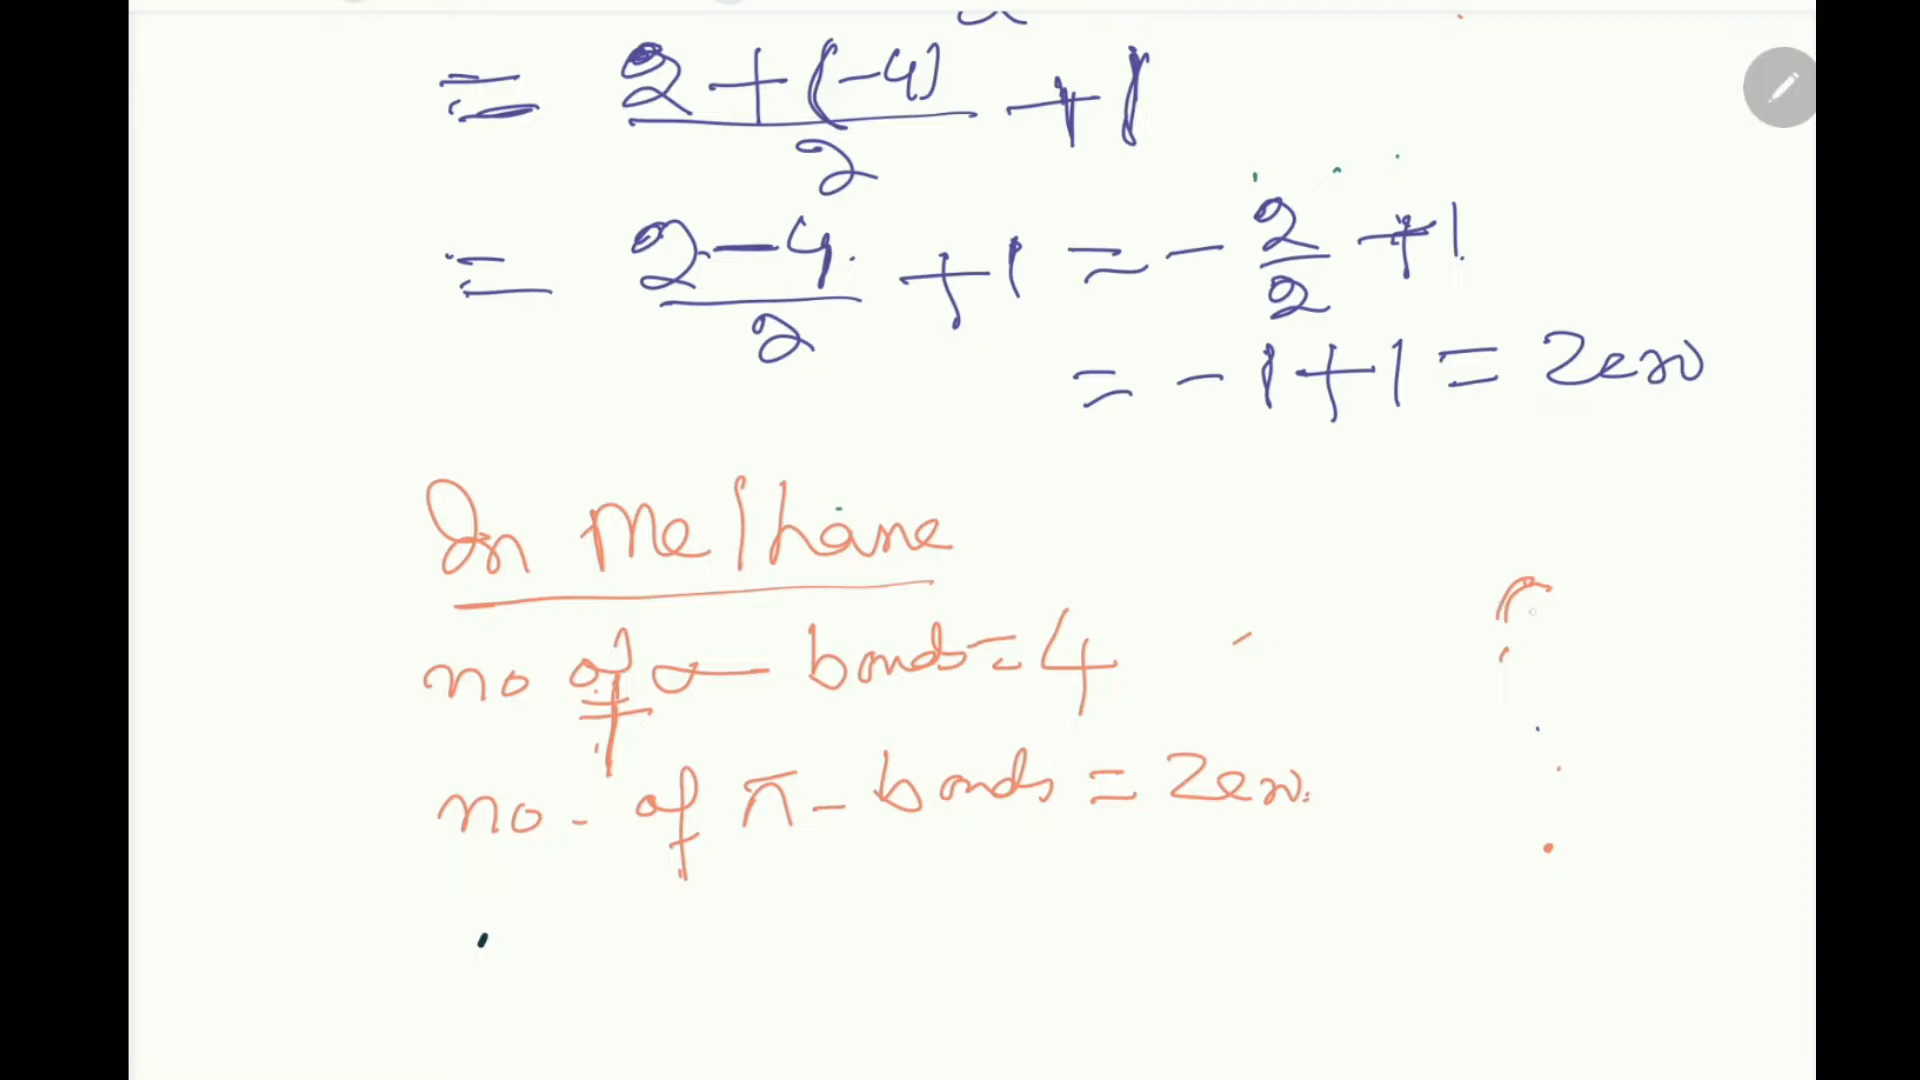 = 2+(-4)/2 +1
= 2-4/2 +1 = -2/2 +1
= -1+1 = Zero
In Methane
no of σ- bonds=4
no. of π- bonds = Zero.